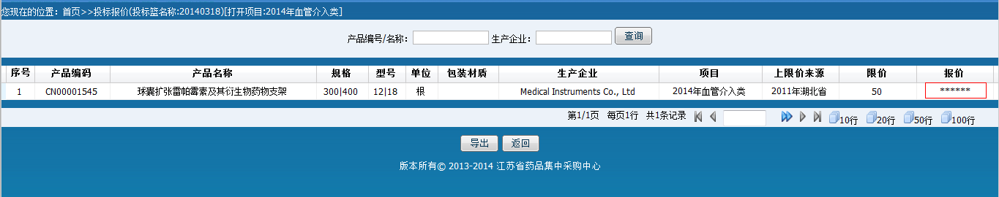 您现在的位置：首页>>投标报价(投标篮名称:20140318)[打开项目:2014年血管介入类]
产品编号/名称： 生产企业： 查询
序号 产品编码 产品名称 规格 型号 单位 包装材质 生产企业 项目 上限价来源 限价 报价
1 CN00001545 球囊扩张雷帕霉素及其衍生物药物支架 300|400 12|18 根 Medical Instruments Co., Ltd 2014年血管介入类 2011年湖北省 50 ******
第1/1页 每页1行 共1条记录 10行 20行 50行 100行
导出 返回
版本所有© 2013-2014 江苏省药品集中采购中心